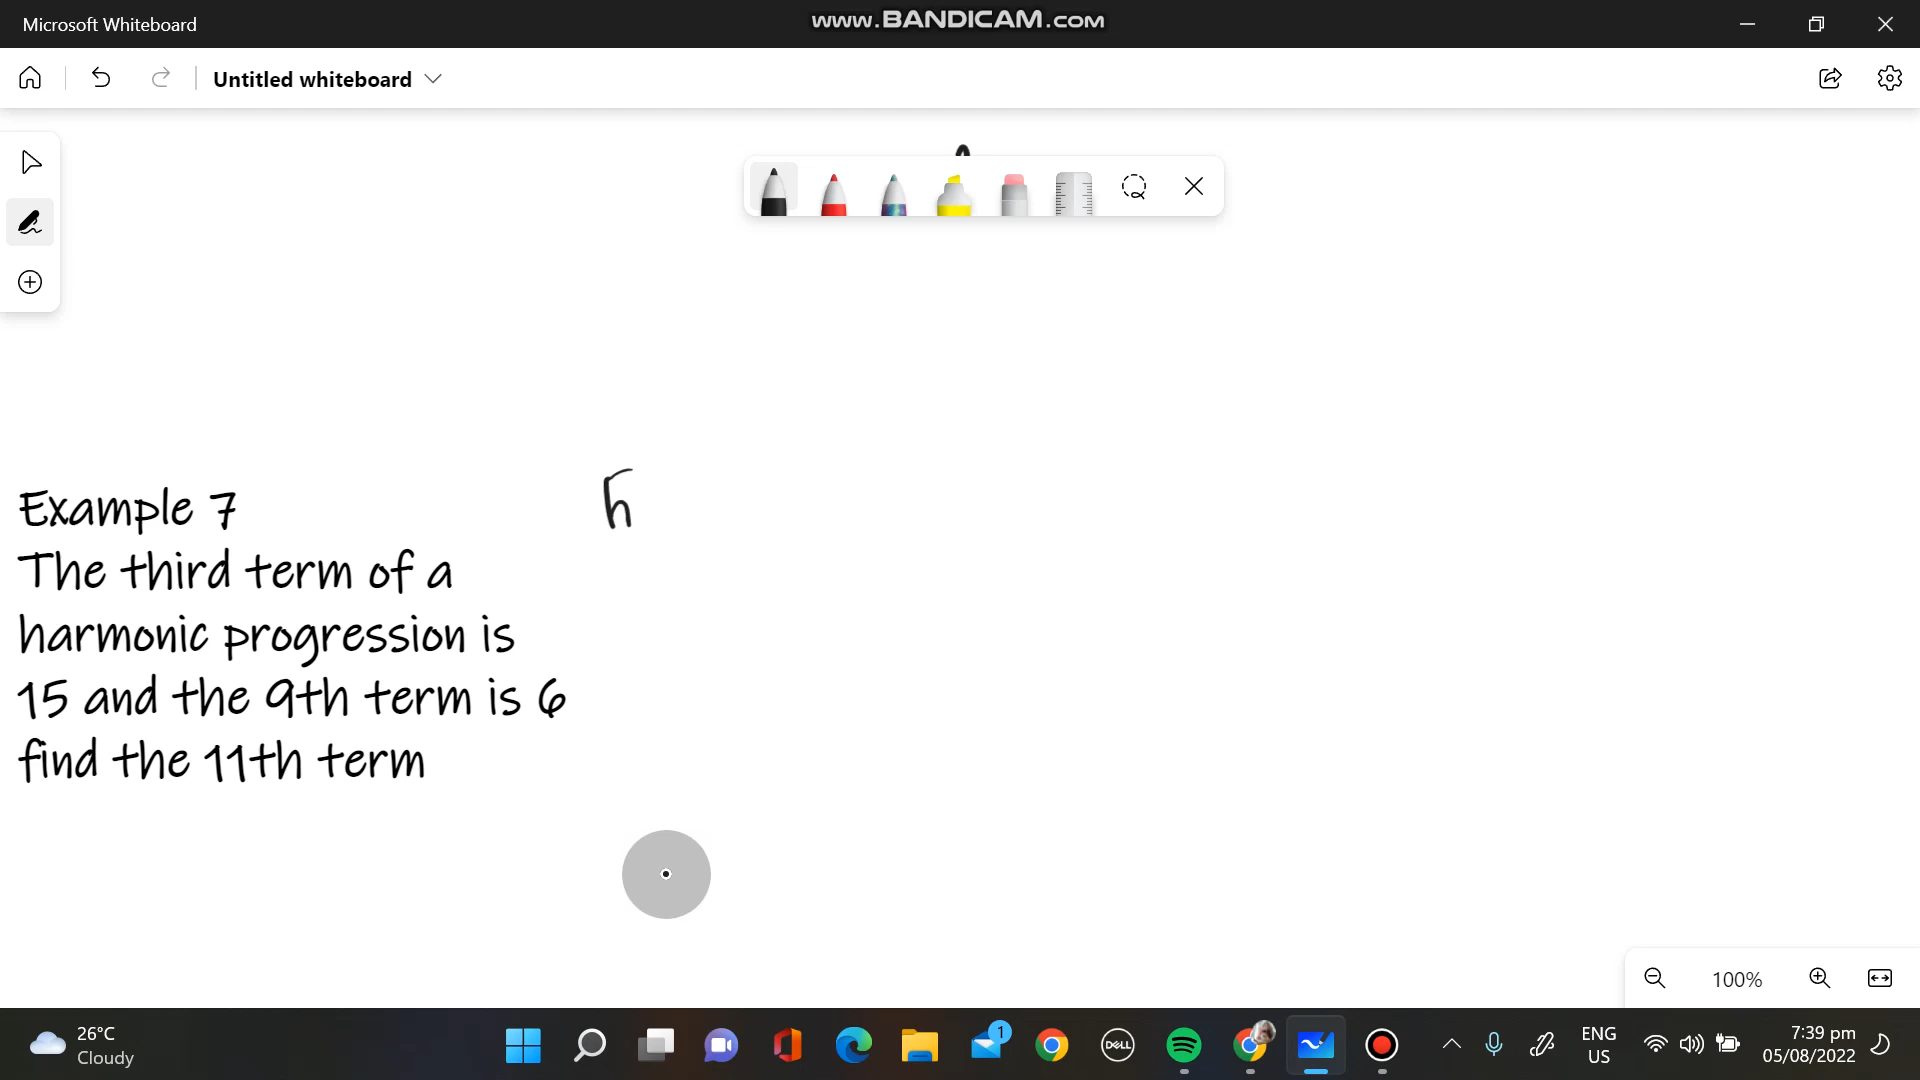 Microsoft Whiteboard
www.BANDICAM.com
Untitled whiteboard
Example 7
The third term of a
harmonic progression is
15 and the 9th term is 6
find the 11th term
h
100%
26°C
Cloudy
1
DELL
ENG
US
7:39 pm
05/08/2022